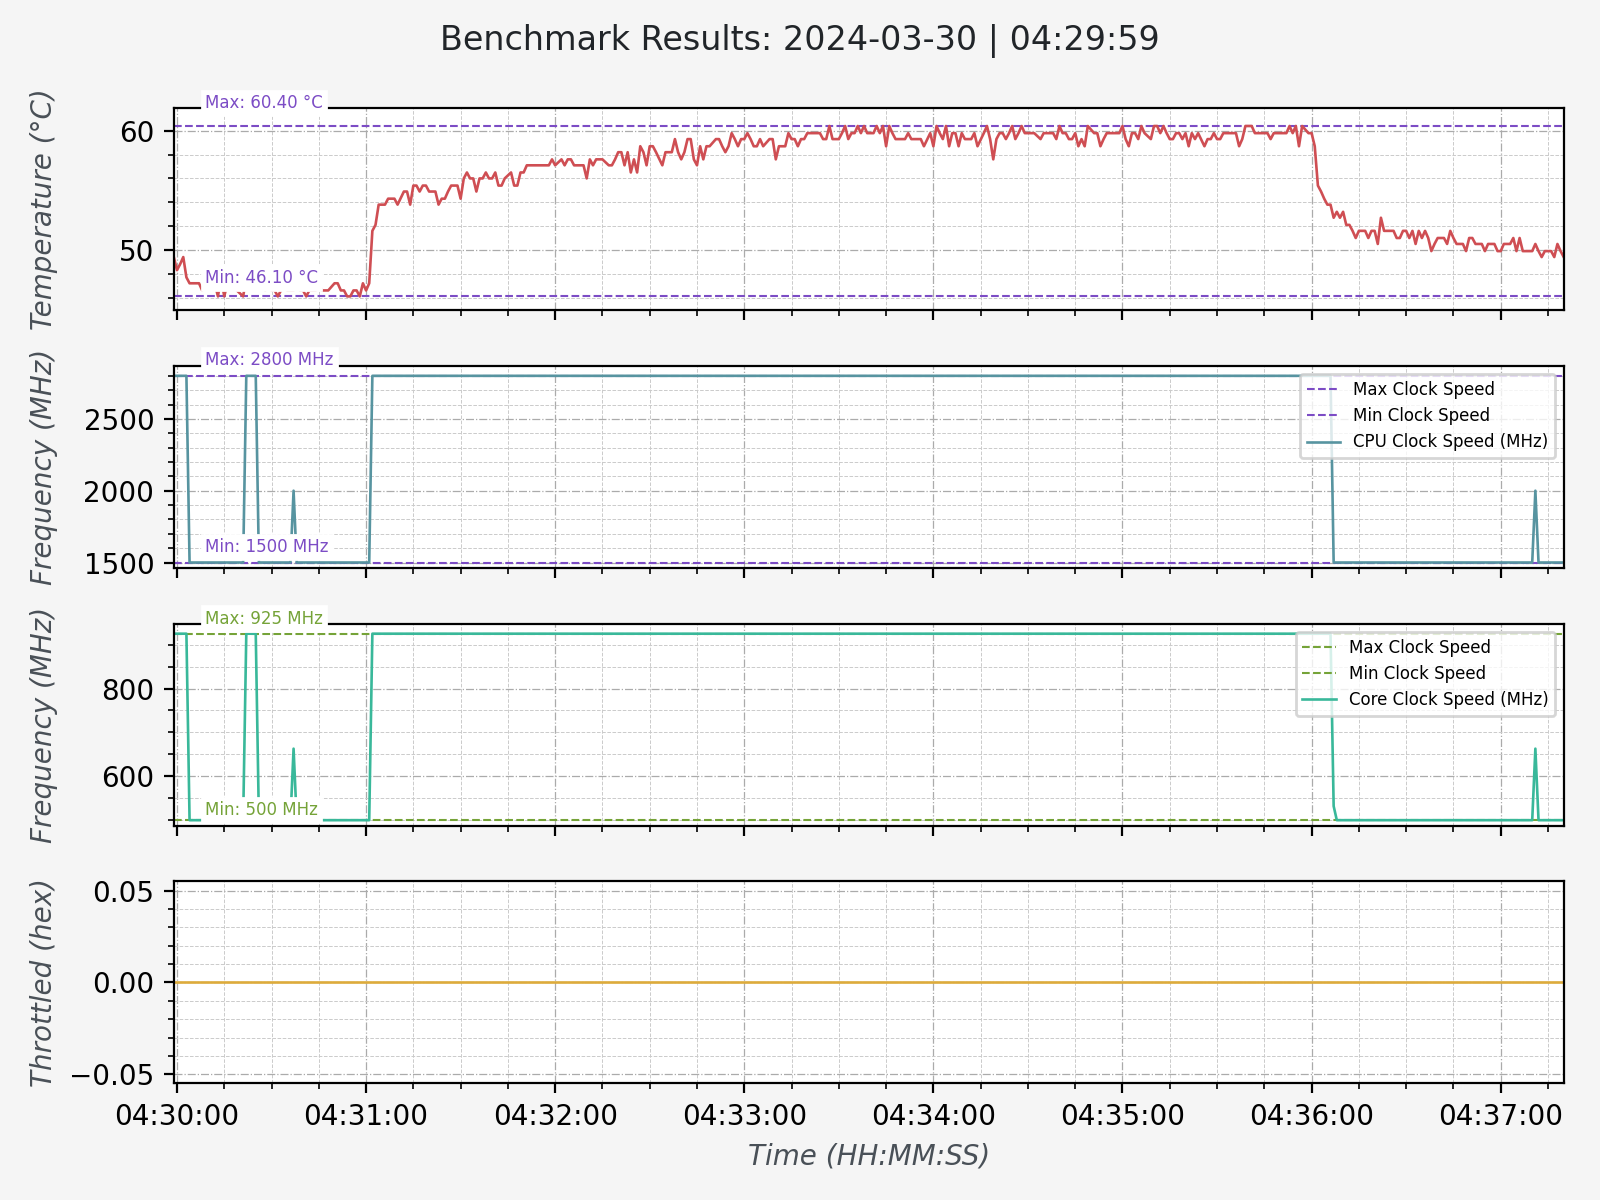 Benchmark Results: 2024-03-30 | 04:29:59
Temperature (°C)
60
50
Max: 60.40 °C
Min: 46.10 °C
Frequency (MHz)
2500
2000
1500
Max: 2800 MHz
Min: 1500 MHz
Max Clock Speed
Min Clock Speed
CPU Clock Speed (MHz)
Frequency (MHz)
800
600
Max: 925 MHz
Min: 500 MHz
Max Clock Speed
Min Clock Speed
Core Clock Speed (MHz)
Throttled (hex)
0.05
0.00
−0.05
04:30:00 04:31:00 04:32:00 04:33:00 04:34:00 04:35:00 04:36:00 04:37:00
Time (HH:MM:SS)